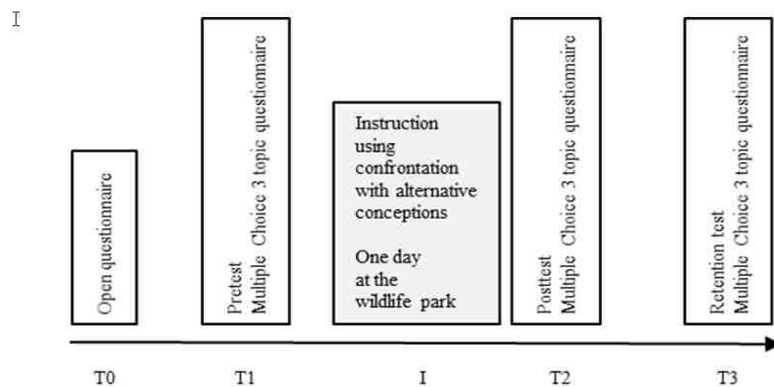 Open questionnaire
Pretest
Multiple Choice 3 topic questionnaire
Instruction
using
confrontation
with alternative
conceptions
One day
at the
wildlife park
Posttest
Multiple Choice 3 topic questionnaire
Retention test
Multiple Choice 3 topic questionnaire
T0 T1 I T2 T3